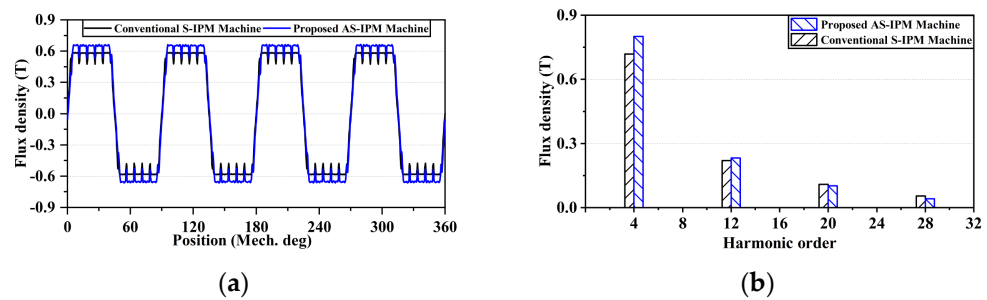 Conventional S-IPM Machine Proposed AS-IPM Machine
Flux density (T)
0.9
0.6
0.3
0.0
-0.3
-0.6
-0.9
0 60 120 180 240 300 360
Position (Mech. deg)
(a)
Proposed AS-IPM Machine
Conventional S-IPM Machine
Flux density (T)
0.9
0.6
0.3
0.0
4 8 12 16 20 24 28 32
Harmonic order
(b)